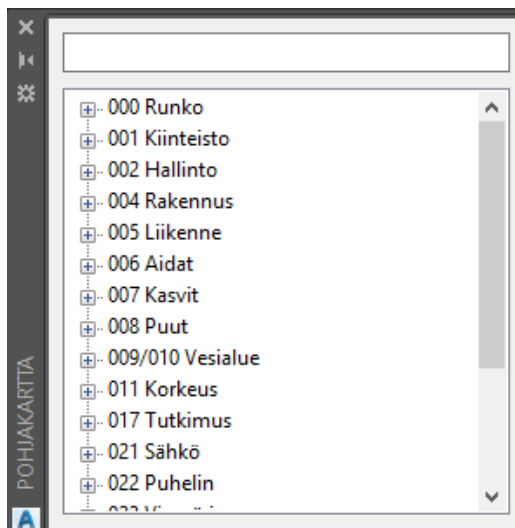 000 Runko
001 Kiinteisto
002 Hallinto
004 Rakennus
005 Liikenne
006 Aidat
007 Kasvit
008 Puut
009/010 Vesialue
011 Korkeus
017 Tutkimus
021 Sähkö
022 Puhelin
POHJAKARTTA